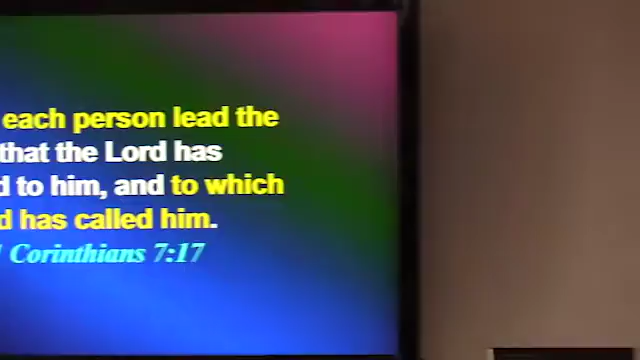 each person lead the
that the Lord has
to him, and to which
has called him.
Corinthians 7:17